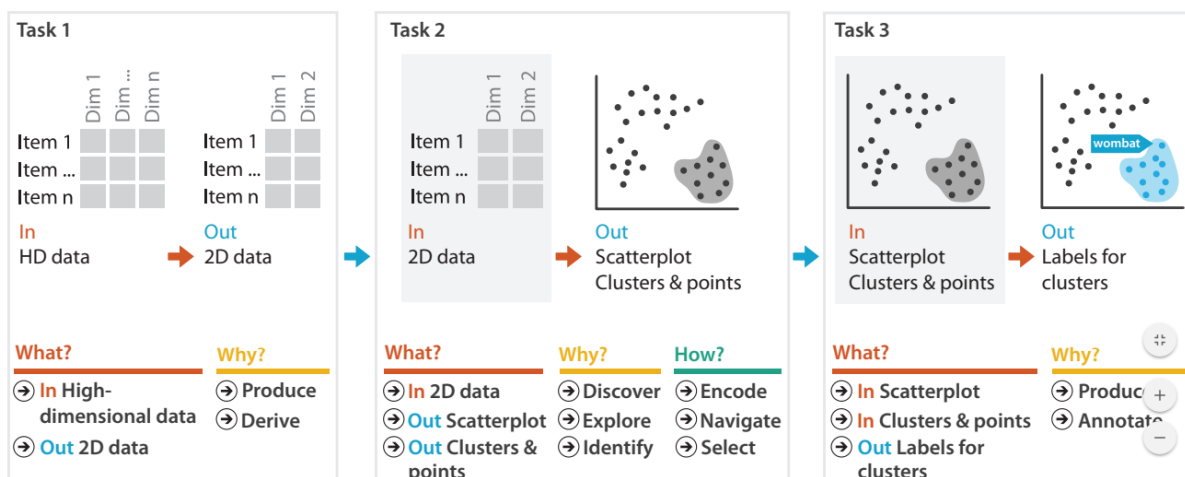 Task 1
Dim 1
Dim ...
Dim n
Dim 1
Dim 2
Item 1
Item ...
Item n
Item 1
Item ...
Item n
In
HD data
Out
2D data
What?
In High-
dimensional data
Out 2D data
Why?
Produce
Derive
Task 2
Dim 1
Dim 2
Item 1
Item ...
Item n
In
2D data
Out
Scatterplot
Clusters & points
What?
In 2D data
Out Scatterplot
Out Clusters &
points
Why?
Discover
Explore
Identify
How?
Encode
Navigate
Select
Task 3
wombat
In
Scatterplot
Clusters & points
Out
Labels for
clusters
What?
In Scatterplot
In Clusters & points
Out Labels for
clusters
Why?
Produce
Annotate